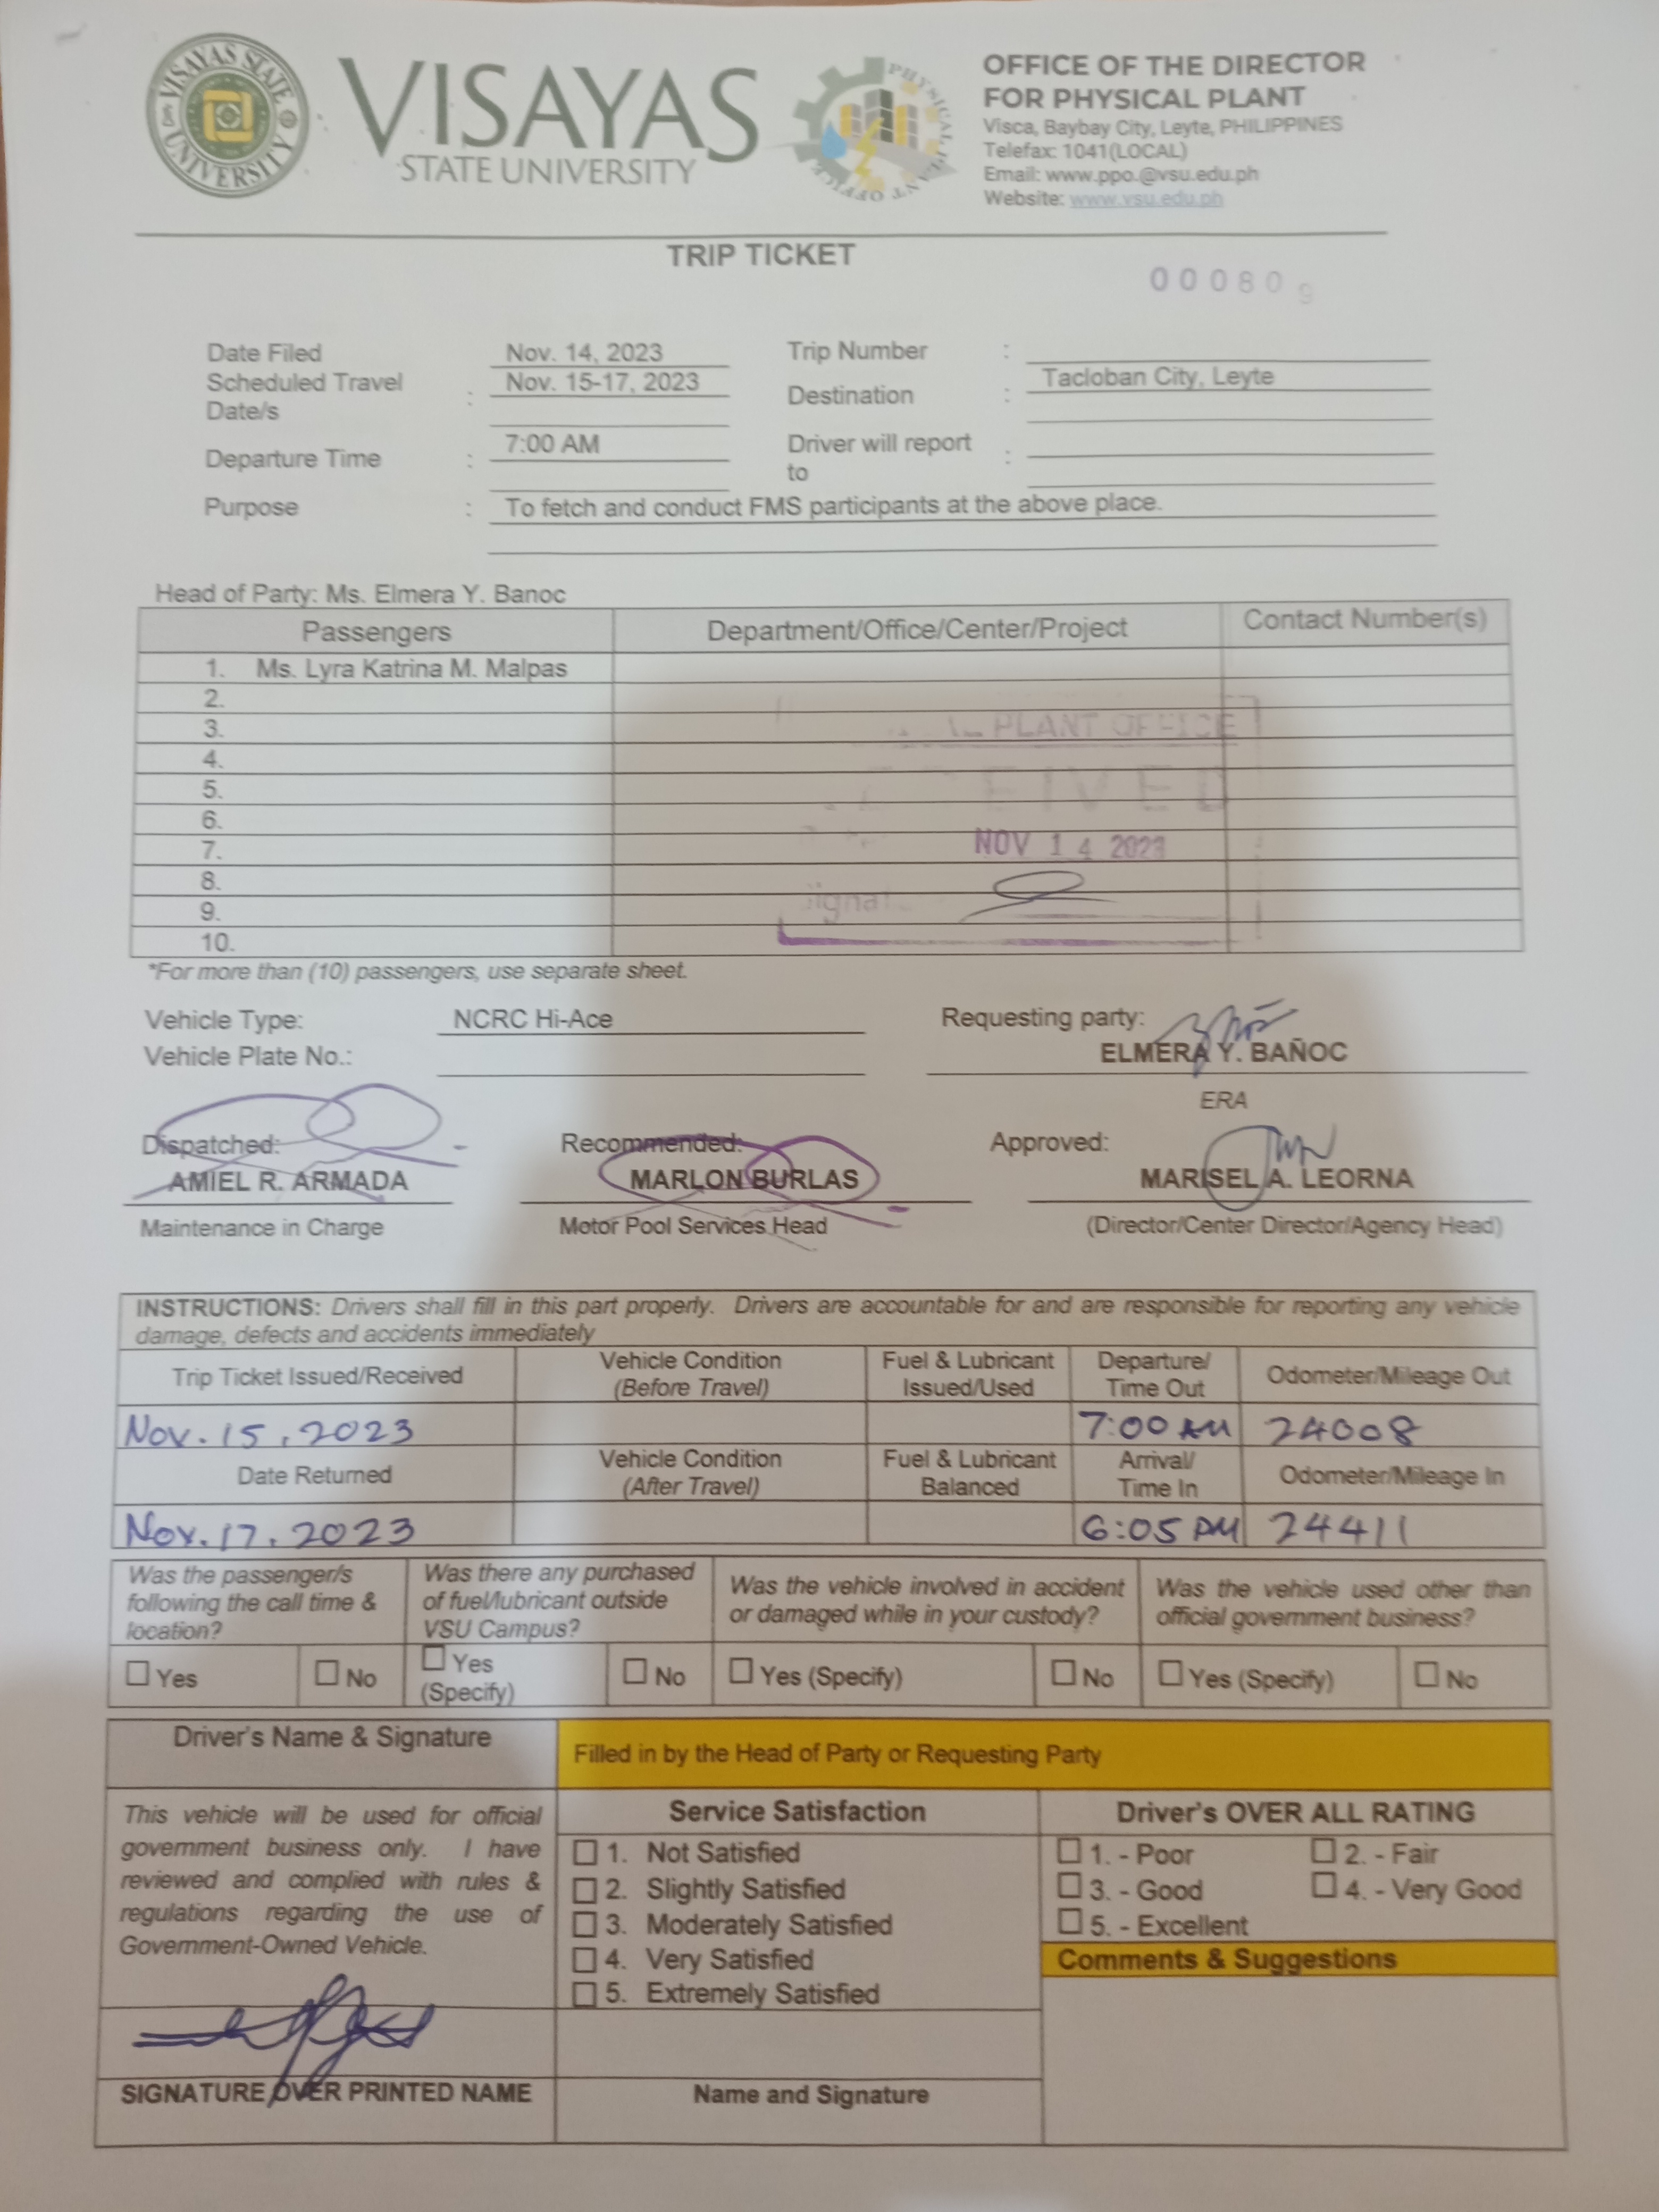 VISAYAS STATE UNIVERSITY
VISAYAS
STATE UNIVERSITY
PHYSICAL PLANT OFFICE
OFFICE OF THE DIRECTOR
FOR PHYSICAL PLANT
Visca, Baybay City, Leyte, PHILIPPINES
Telefax: 1041(LOCAL)
Email: www.ppo.@vsu.edu.ph
Website: www.vsu.edu.ph
TRIP TICKET
000809
Date Filed Nov. 14, 2023 Trip Number :
Scheduled Travel Date/s : Nov. 15-17, 2023 Destination : Tacloban City, Leyte
Departure Time : 7:00 AM Driver will report to :
Purpose : To fetch and conduct FMS participants at the above place.
Head of Party: Ms. Elmera Y. Banoc
Passengers Department/Office/Center/Project Contact Number(s)
1. Ms. Lyra Katrina M. Malpas
2.
3.
4.
5.
6.
7.
8.
9.
10.
PLANT OFFICE
NOV 14 2023
*For more than (10) passengers, use separate sheet.
Vehicle Type: NCRC Hi-Ace Requesting party:
Vehicle Plate No.: ELMERA Y. BAÑOC
ERA
Dispatched: Recommended: Approved:
AMIEL R. ARMADA MARLON BURLAS MARISEL A. LEORNA
Maintenance in Charge Motor Pool Services Head (Director/Center Director/Agency Head)
INSTRUCTIONS: Drivers shall fill in this part properly. Drivers are accountable for and are responsible for reporting any vehicle
damage, defects and accidents immediately
Trip Ticket Issued/Received Vehicle Condition (Before Travel) Fuel & Lubricant Issued/Used Departure/ Time Out Odometer/Mileage Out
Nov. 15, 2023 7:00 AM 24008
Date Returned Vehicle Condition (After Travel) Fuel & Lubricant Balanced Arrival/ Time In Odometer/Mileage In
Nov. 17, 2023 6:05 PM 24411
Was the passenger/s following the call time & location?
Yes No
Was there any purchased of fuel/lubricant outside VSU Campus?
Yes (Specify) No
Was the vehicle involved in accident or damaged while in your custody?
Yes (Specify) No
Was the vehicle used other than official government business?
Yes (Specify) No
Driver's Name & Signature
This vehicle will be used for official
government business only. I have
reviewed and complied with rules &
regulations regarding the use of
Government-Owned Vehicle.
SIGNATURE OVER PRINTED NAME
Filled in by the Head of Party or Requesting Party
Service Satisfaction
1. Not Satisfied
2. Slightly Satisfied
3. Moderately Satisfied
4. Very Satisfied
5. Extremely Satisfied
Name and Signature
Driver's OVER ALL RATING
1. - Poor 2. - Fair
3. - Good 4. - Very Good
5. - Excellent
Comments & Suggestions